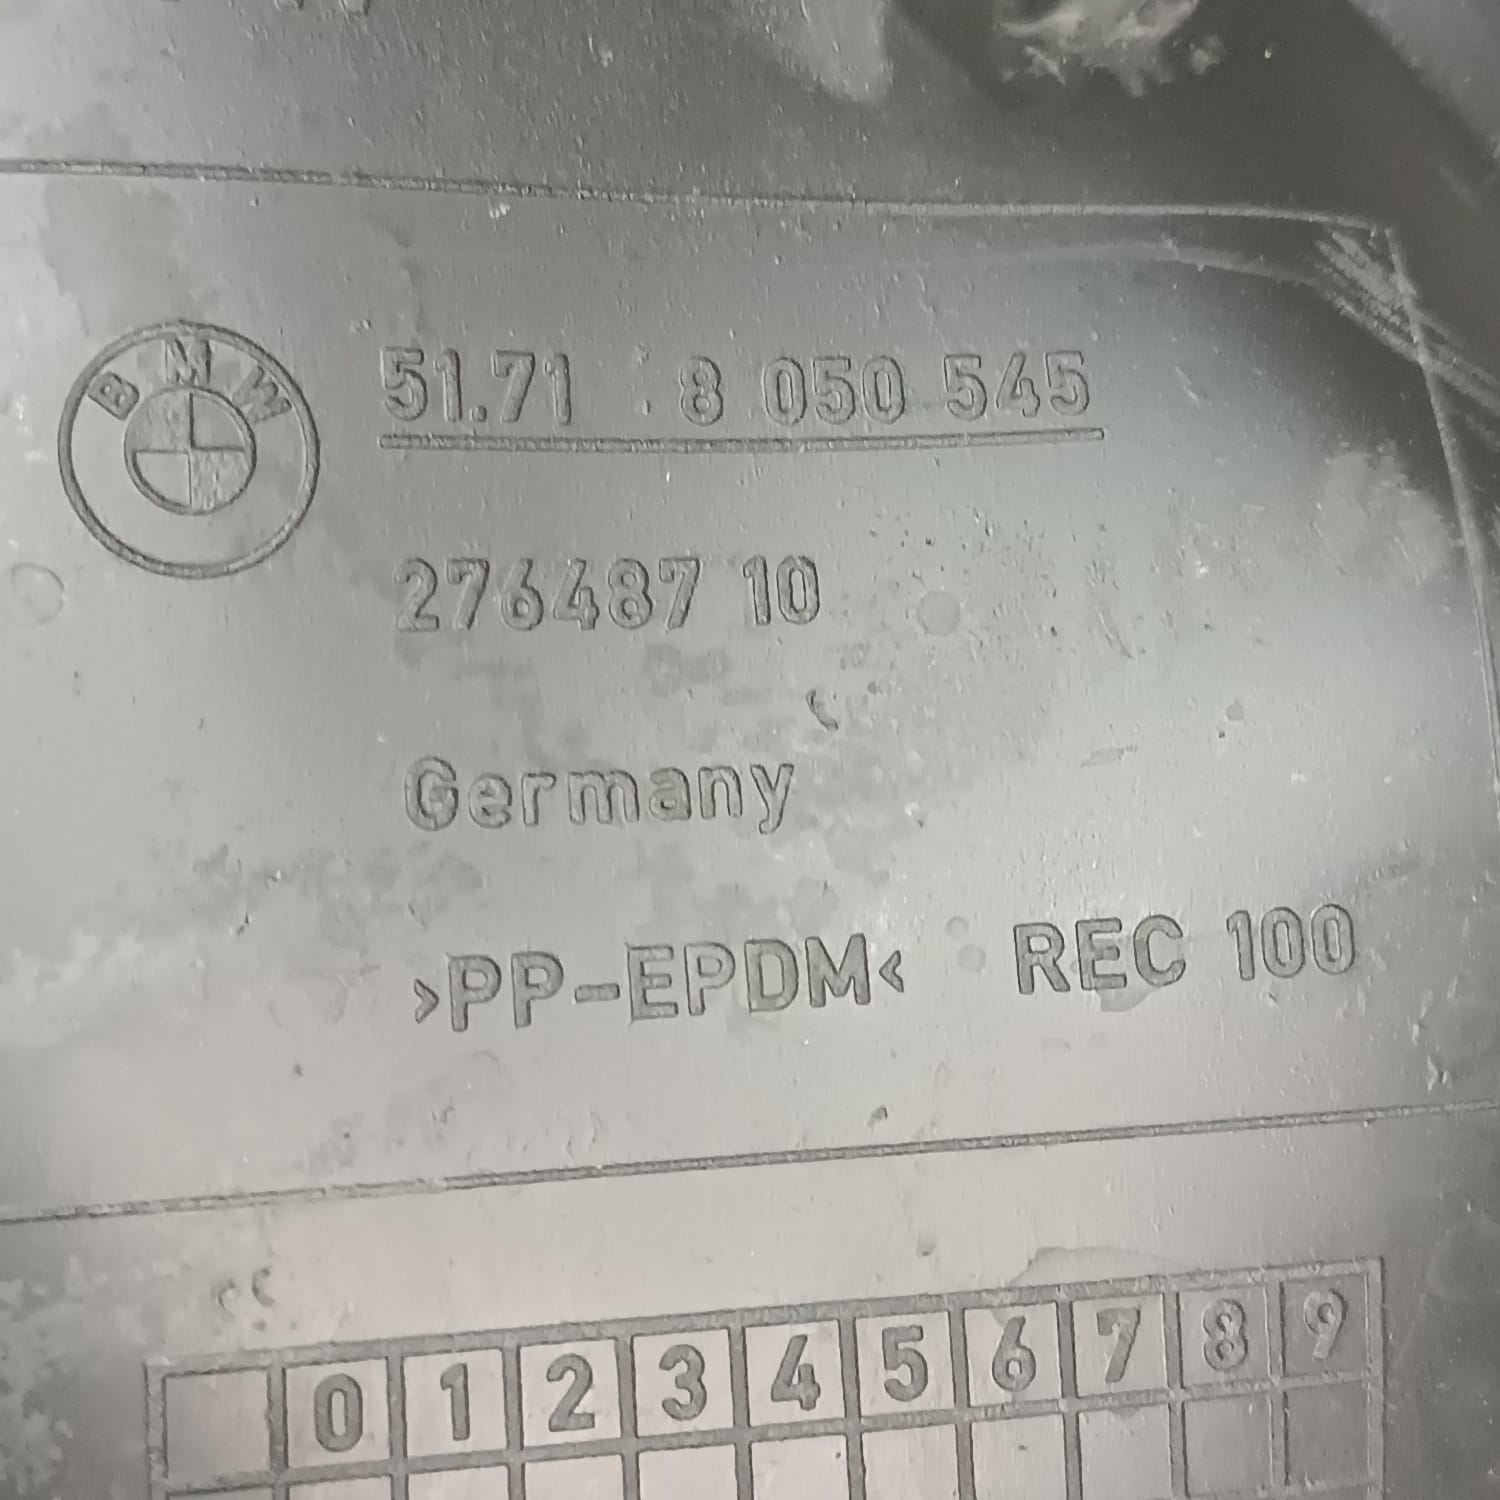 BMW
51.71 8 050 545
276487 10
Germany
>PP-EPDM< REC 100
0 1 2 3 4 5 6 7 8 9